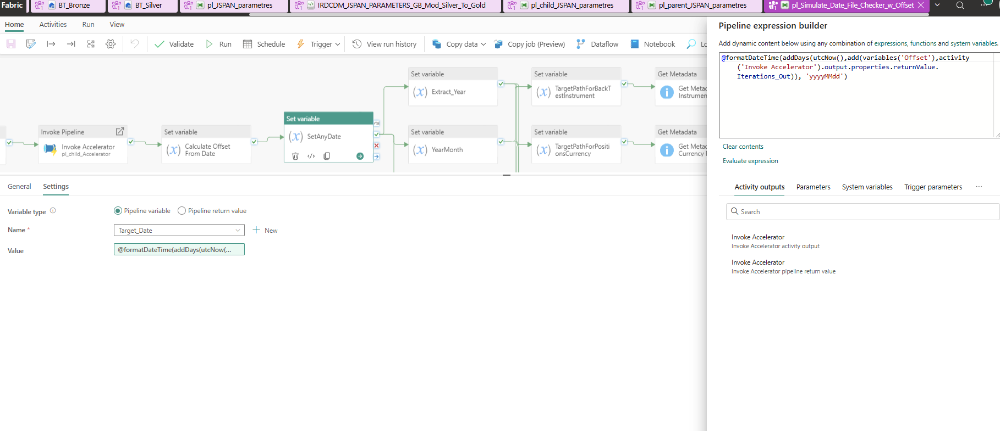 Fabric
BT_Bronze
BT_Silver
pl_JSPAN_parametres
IRDCDM_JSPAN_PARAMETERS_GB_Mod_Silver_To_Gold
pl_child_JSPAN_parametres
pl_parent_JSPAN_parametres
pl_Simulate_Date_File_Checker_w_Offset
Home
Activities
Run
View
Validate
Run
Schedule
Trigger
View run history
Copy data
Copy job (Preview)
Dataflow
Notebook
Lo
Set variable
Extract_Year
Set variable
TargetPathForBackT
estInstrument
Get Metadata
Get Metad
Instrumen
Invoke Pipeline
Invoke Accelerator
pl_child_Accelerator
Set variable
Calculate Offset
From Date
Set variable
SetAnyDate
Set variable
YearMonth
Set variable
TargetPathForPositi
onsCurrency
Get Metadata
Get Metad
Currency
General
Settings
Variable type
Pipeline variable
Pipeline return value
Name *
Target_Date
New
Value
@formatDateTime(addDays(utcNow(...
Pipeline expression builder
Add dynamic content below using any combination of expressions, functions and system variables.
@formatDateTime(addDays(utcNow(),add(variables('Offset'),activity
('Invoke Accelerator').output.properties.returnValue.
Iterations_Out)), 'yyyyMMdd')
Clear contents
Evaluate expression
Activity outputs
Parameters
System variables
Trigger parameters
Search
Invoke Accelerator
Invoke Accelerator activity output
Invoke Accelerator
Invoke Accelerator pipeline return value